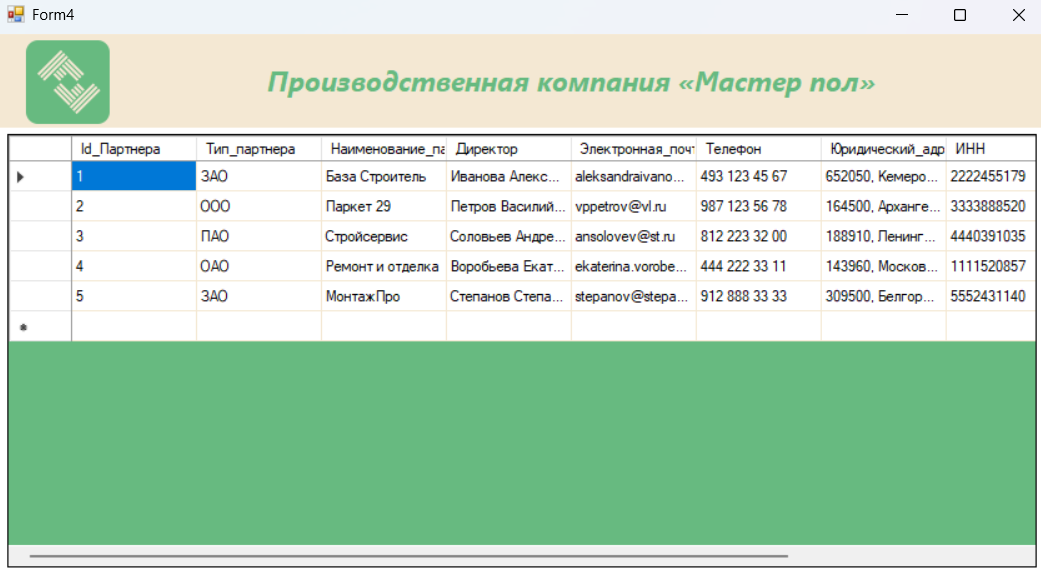 Form4
Производственная компания «Мастер пол»
Id_Партнера Тип_партнера Наименование_па Директор Электронная_почт Телефон Юридический_адр ИНН
1 ЗАО База Строитель Иванова Алекс... aleksandraivano... 493 123 45 67 652050, Кемеро... 2222455179
2 ООО Паркет 29 Петров Василий... vppetrov@vl.ru 987 123 56 78 164500, Арханге... 3333888520
3 ПАО Стройсервис Соловьев Андре... ansolovev@st.ru 812 223 32 00 188910, Ленинг... 4440391035
4 ОАО Ремонт и отделка Воробьева Екат... ekaterina.vorobe... 444 222 33 11 143960, Москов... 1111520857
5 ЗАО МонтажПро Степанов Степа... stepanov@stepa... 912 888 33 33 309500, Белгор... 5552431140